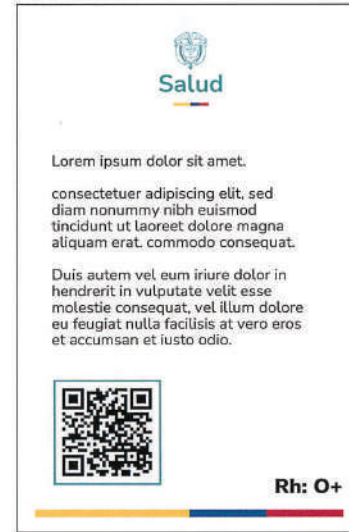 Salud
Lorem ipsum dolor sit amet.
consectetuer adipiscing elit, sed
diam nonummy nibh euismod
tincidunt ut laoreet dolore magna
aliquam erat. commodo consequat.
Duis autem vel eum iriure dolor in
hendrerit in vulputate velit esse
molestie consequat, vel illum dolore
eu feugiat nulla facilisis at vero eros
et accumsan et iusto odio.
Rh: O+